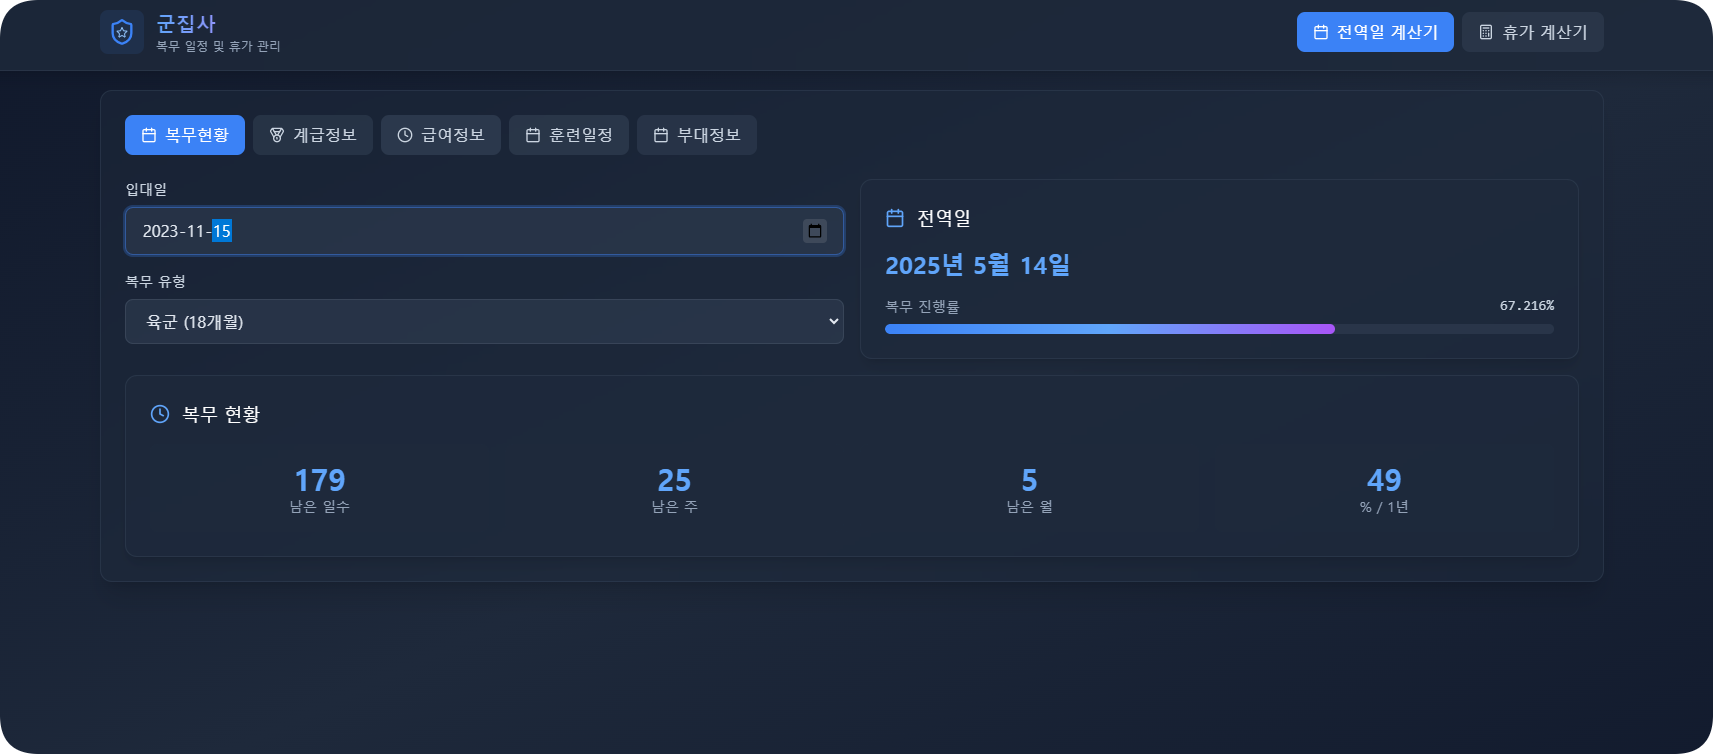 군집사
복무 일정 및 휴가 관리
전역일 계산기
휴가 계산기
복무현황
계급정보
급여정보
훈련일정
부대정보
입대일
2023-11-15
복무 유형
육군 (18개월)
전역일
2025년 5월 14일
복무 진행률
67.216%
복무 현황
179
남은 일수
25
남은 주
5
남은 월
49
% / 1년